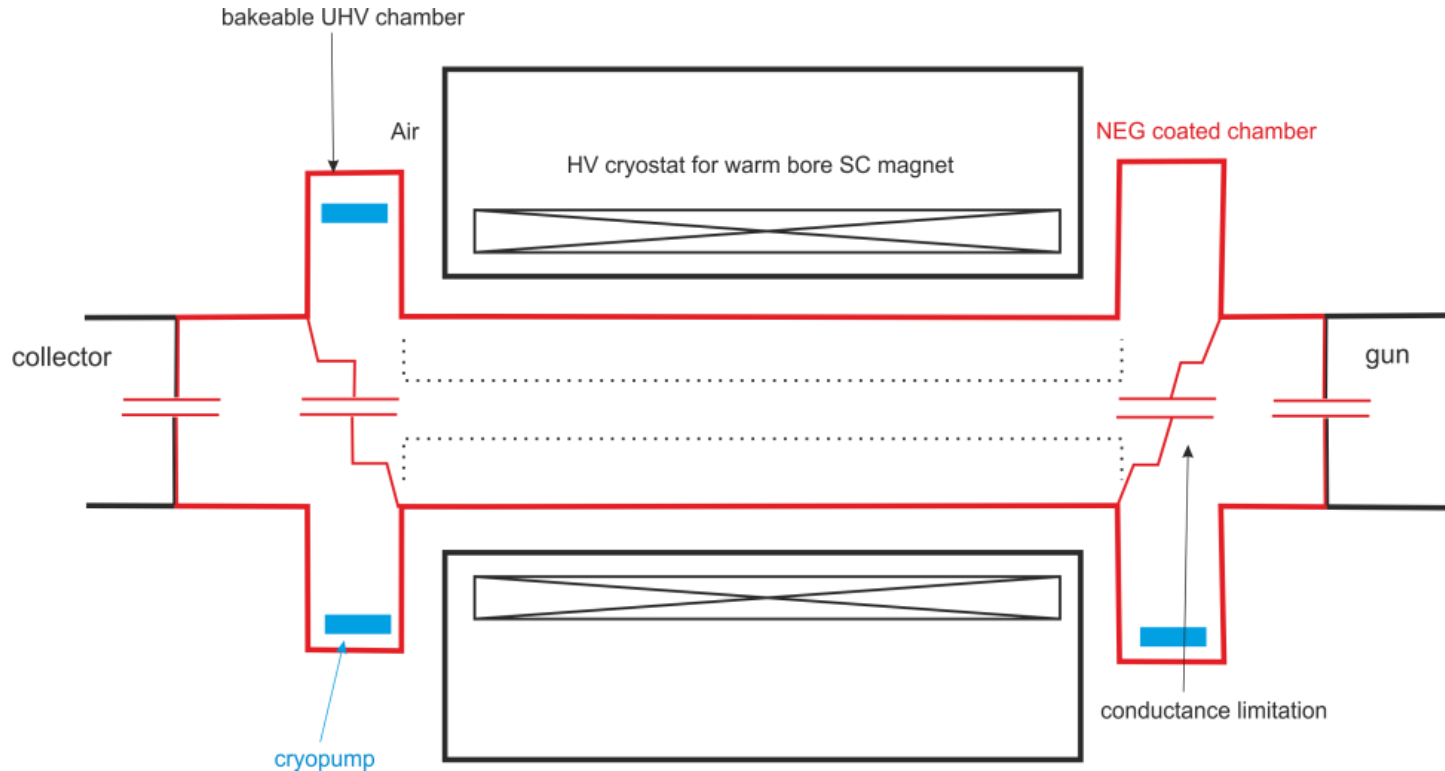 bakeable UHV chamber
Air
NEG coated chamber
HV cryostat for warm bore SC magnet
collector
gun
conductance limitation
cryopump